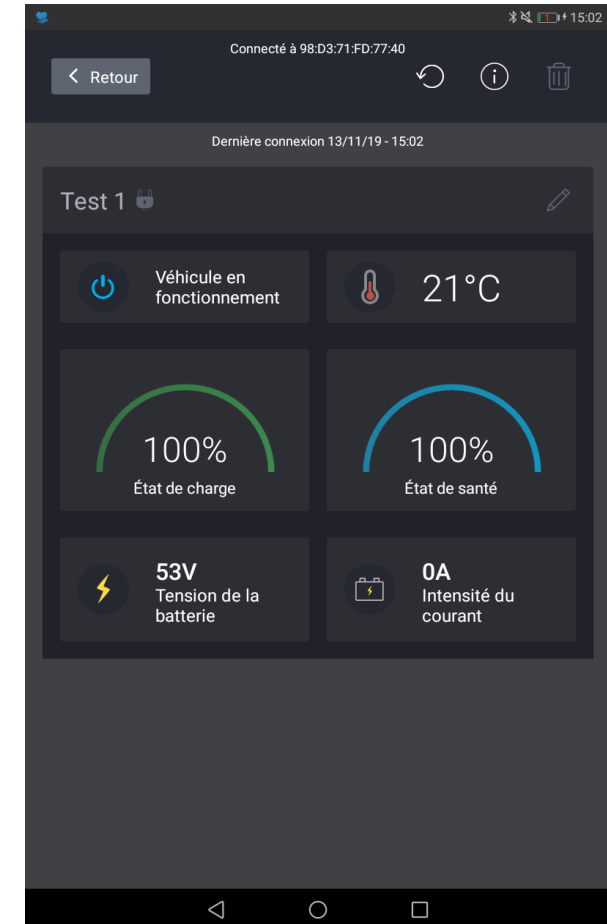 15:02
Connecté à 98:D3:71:FD:77:40
Retour
Dernière connexion 13/11/19 - 15:02
Test 1
Véhicule en
fonctionnement
21°C
100%
État de charge
100%
État de santé
53V
Tension de la
batterie
0A
Intensité du
courant